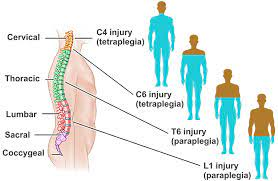 Cervical
Thoracic
Lumbar
Sacral
Coccygeal
C4 injury
(tetraplegia)
C6 injury
(tetraplegia)
T6 injury
(paraplegia)
L1 injury
(paraplegia)